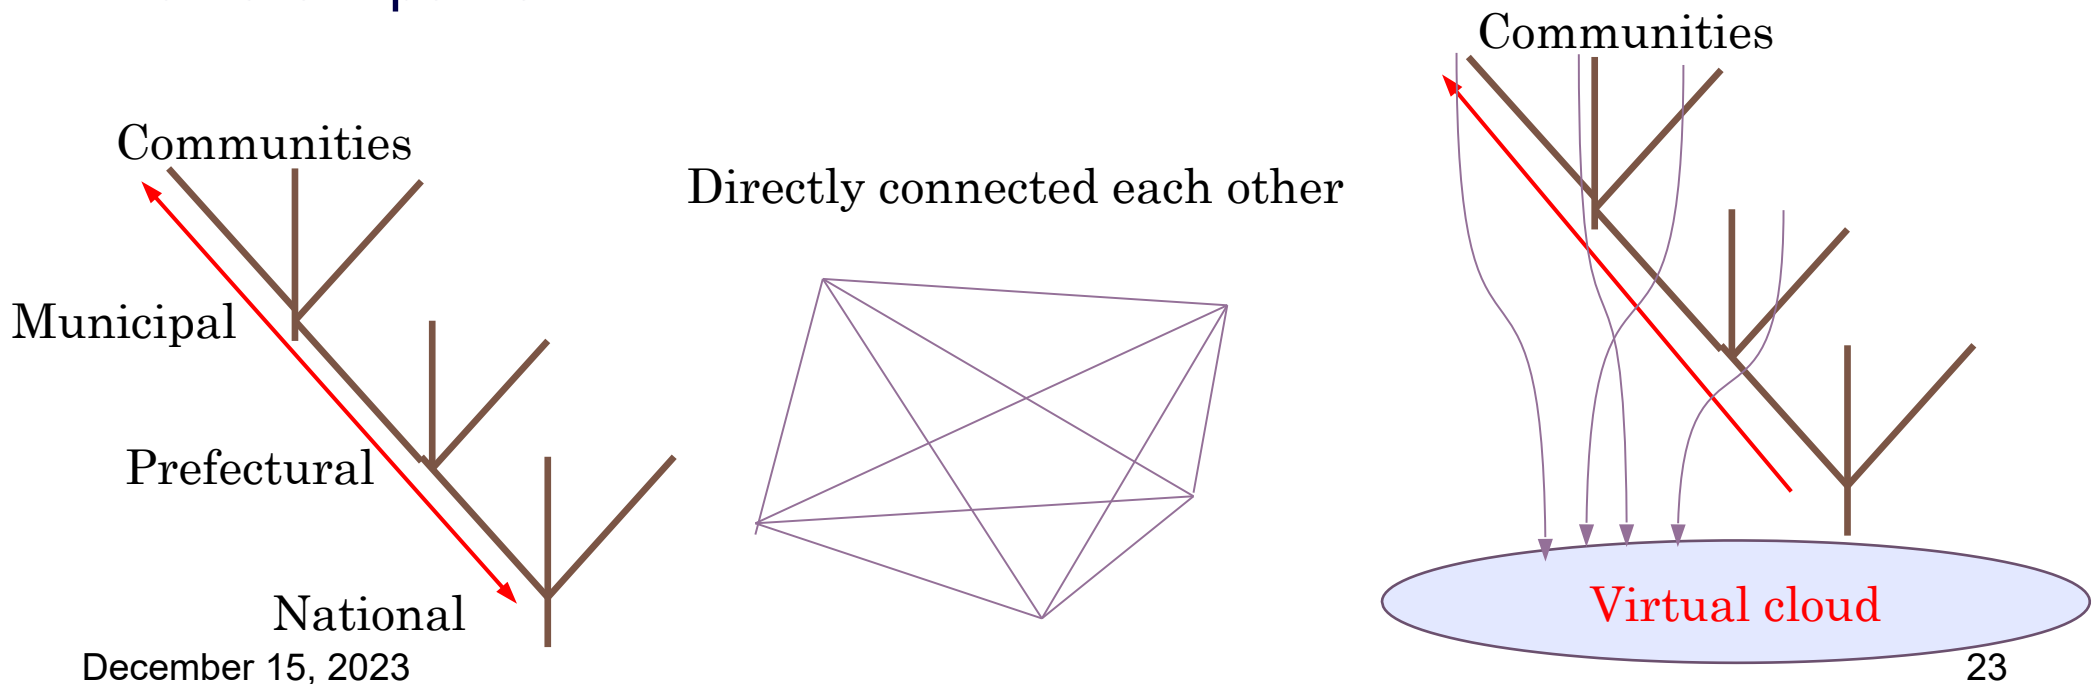 Communities
Municipal
Prefectural
National
Directly connected each other
Communities
Virtual cloud
December 15, 2023
23